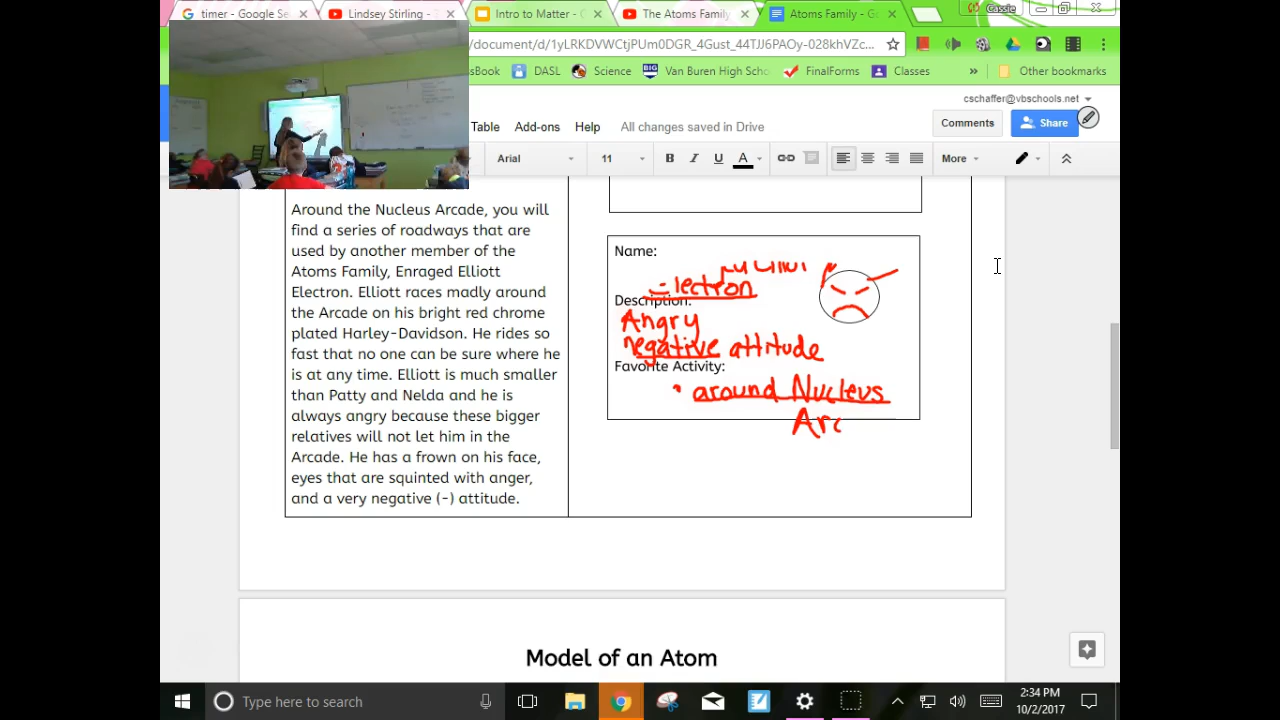 timer - Google Se
Lindsey Stirling -
Intro to Matter -
The Atoms Family
Atoms Family - Go
Cassie
/document/d/1yLRKDVWCtjPUm0DGR_4Gust_44TJJ6PAOy-028khVZc...
sBook
DASL
Science
BIG
Van Buren High Scho
FinalForms
Classes
»
Other bookmarks
cschaffer@vbschools.net
Table
Add-ons
Help
All changes saved in Drive
Comments
Share
Arial
11
B
I
U
A
More
Around the Nucleus Arcade, you will
find a series of roadways that are
used by another member of the
Atoms Family, Enraged Elliott
Electron. Elliott races madly around
the Arcade on his bright red chrome
plated Harley-Davidson. He rides so
fast that no one can be sure where he
is at any time. Elliott is much smaller
than Patty and Nelda and he is
always angry because these bigger
relatives will not let him in the
Arcade. He has a frown on his face,
eyes that are squinted with anger,
and a very negative (-) attitude.
Name:
lectron
Description:
Angry
negative attitude
Favorite Activity:
• around Nucleus
Arc
Model of an Atom
Type here to search
2:34 PM
10/2/2017